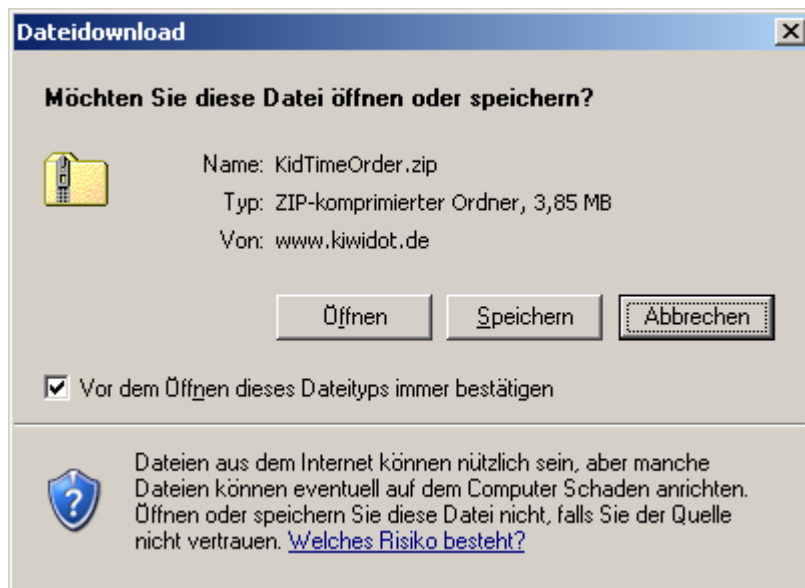 Dateidownload
Möchten Sie diese Datei öffnen oder speichern?
Name: KidTimeOrder.zip
Typ: ZIP-komprimierter Ordner, 3,85 MB
Von: www.kiwidot.de
Öffnen Speichern Abbrechen
Vor dem Öffnen dieses Dateityps immer bestätigen
Dateien aus dem Internet können nützlich sein, aber manche
Dateien können eventuell auf dem Computer Schaden anrichten.
Öffnen oder speichern Sie diese Datei nicht, falls Sie der Quelle
nicht vertrauen. Welches Risiko besteht?